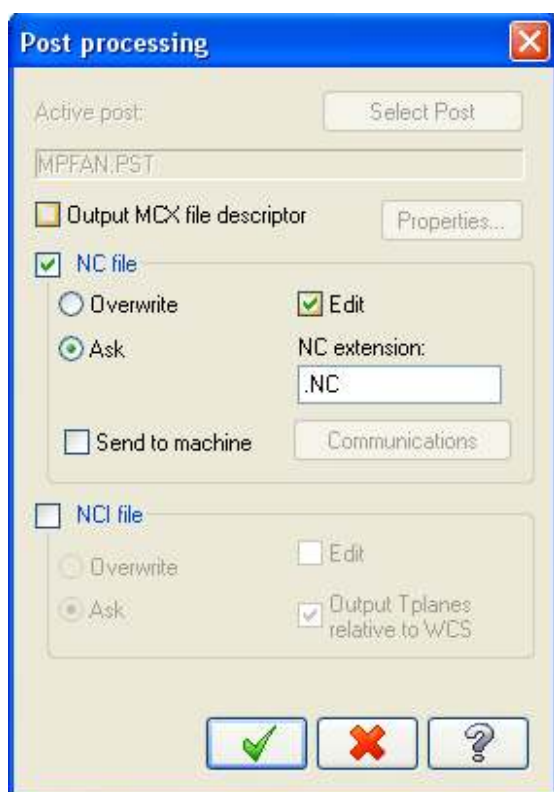 Post processing
Active post:
Select Post
MPFAN.PST
Output MCX file descriptor
Properties...
NC file
Overwrite
Edit
Ask
NC extension:
.NC
Send to machine
Communications
NCI file
Overwrite
Edit
Ask
Output Tplanes
relative to WCS